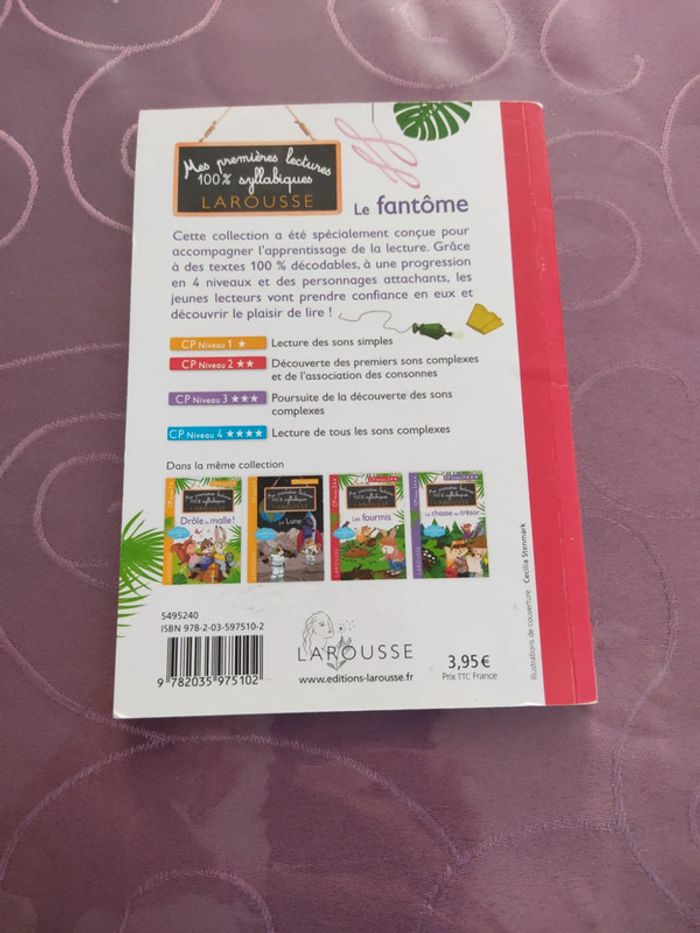 Mes premières lectures
100% syllabiques
LAROUSSE
Le fantôme
Cette collection a été spécialement conçue pour
accompagner l'apprentissage de la lecture. Grâce
à des textes 100 % décodables, à une progression
en 4 niveaux et des personnages attachants, les
jeunes lecteurs vont prendre confiance en eux et
découvrir le plaisir de lire !
CP Niveau 1 ★ Lecture des sons simples
CP Niveau 2 ★★ Découverte des premiers sons complexes
et de l'association des consonnes
CP Niveau 3 ★★★ Poursuite de la découverte des sons
complexes
CP Niveau 4 ★★★★ Lecture de tous les sons complexes
Dans la même collection
Drôle de malle !
Lune
Les fourmis
La chasse au trésor
5495240
ISBN 978-2-03-597510-2
9 782035 975102
LAROUSSE
www.editions-larousse.fr
3,95 €
Prix TTC France
Illustrations de couverture : Cecilia Stenmark